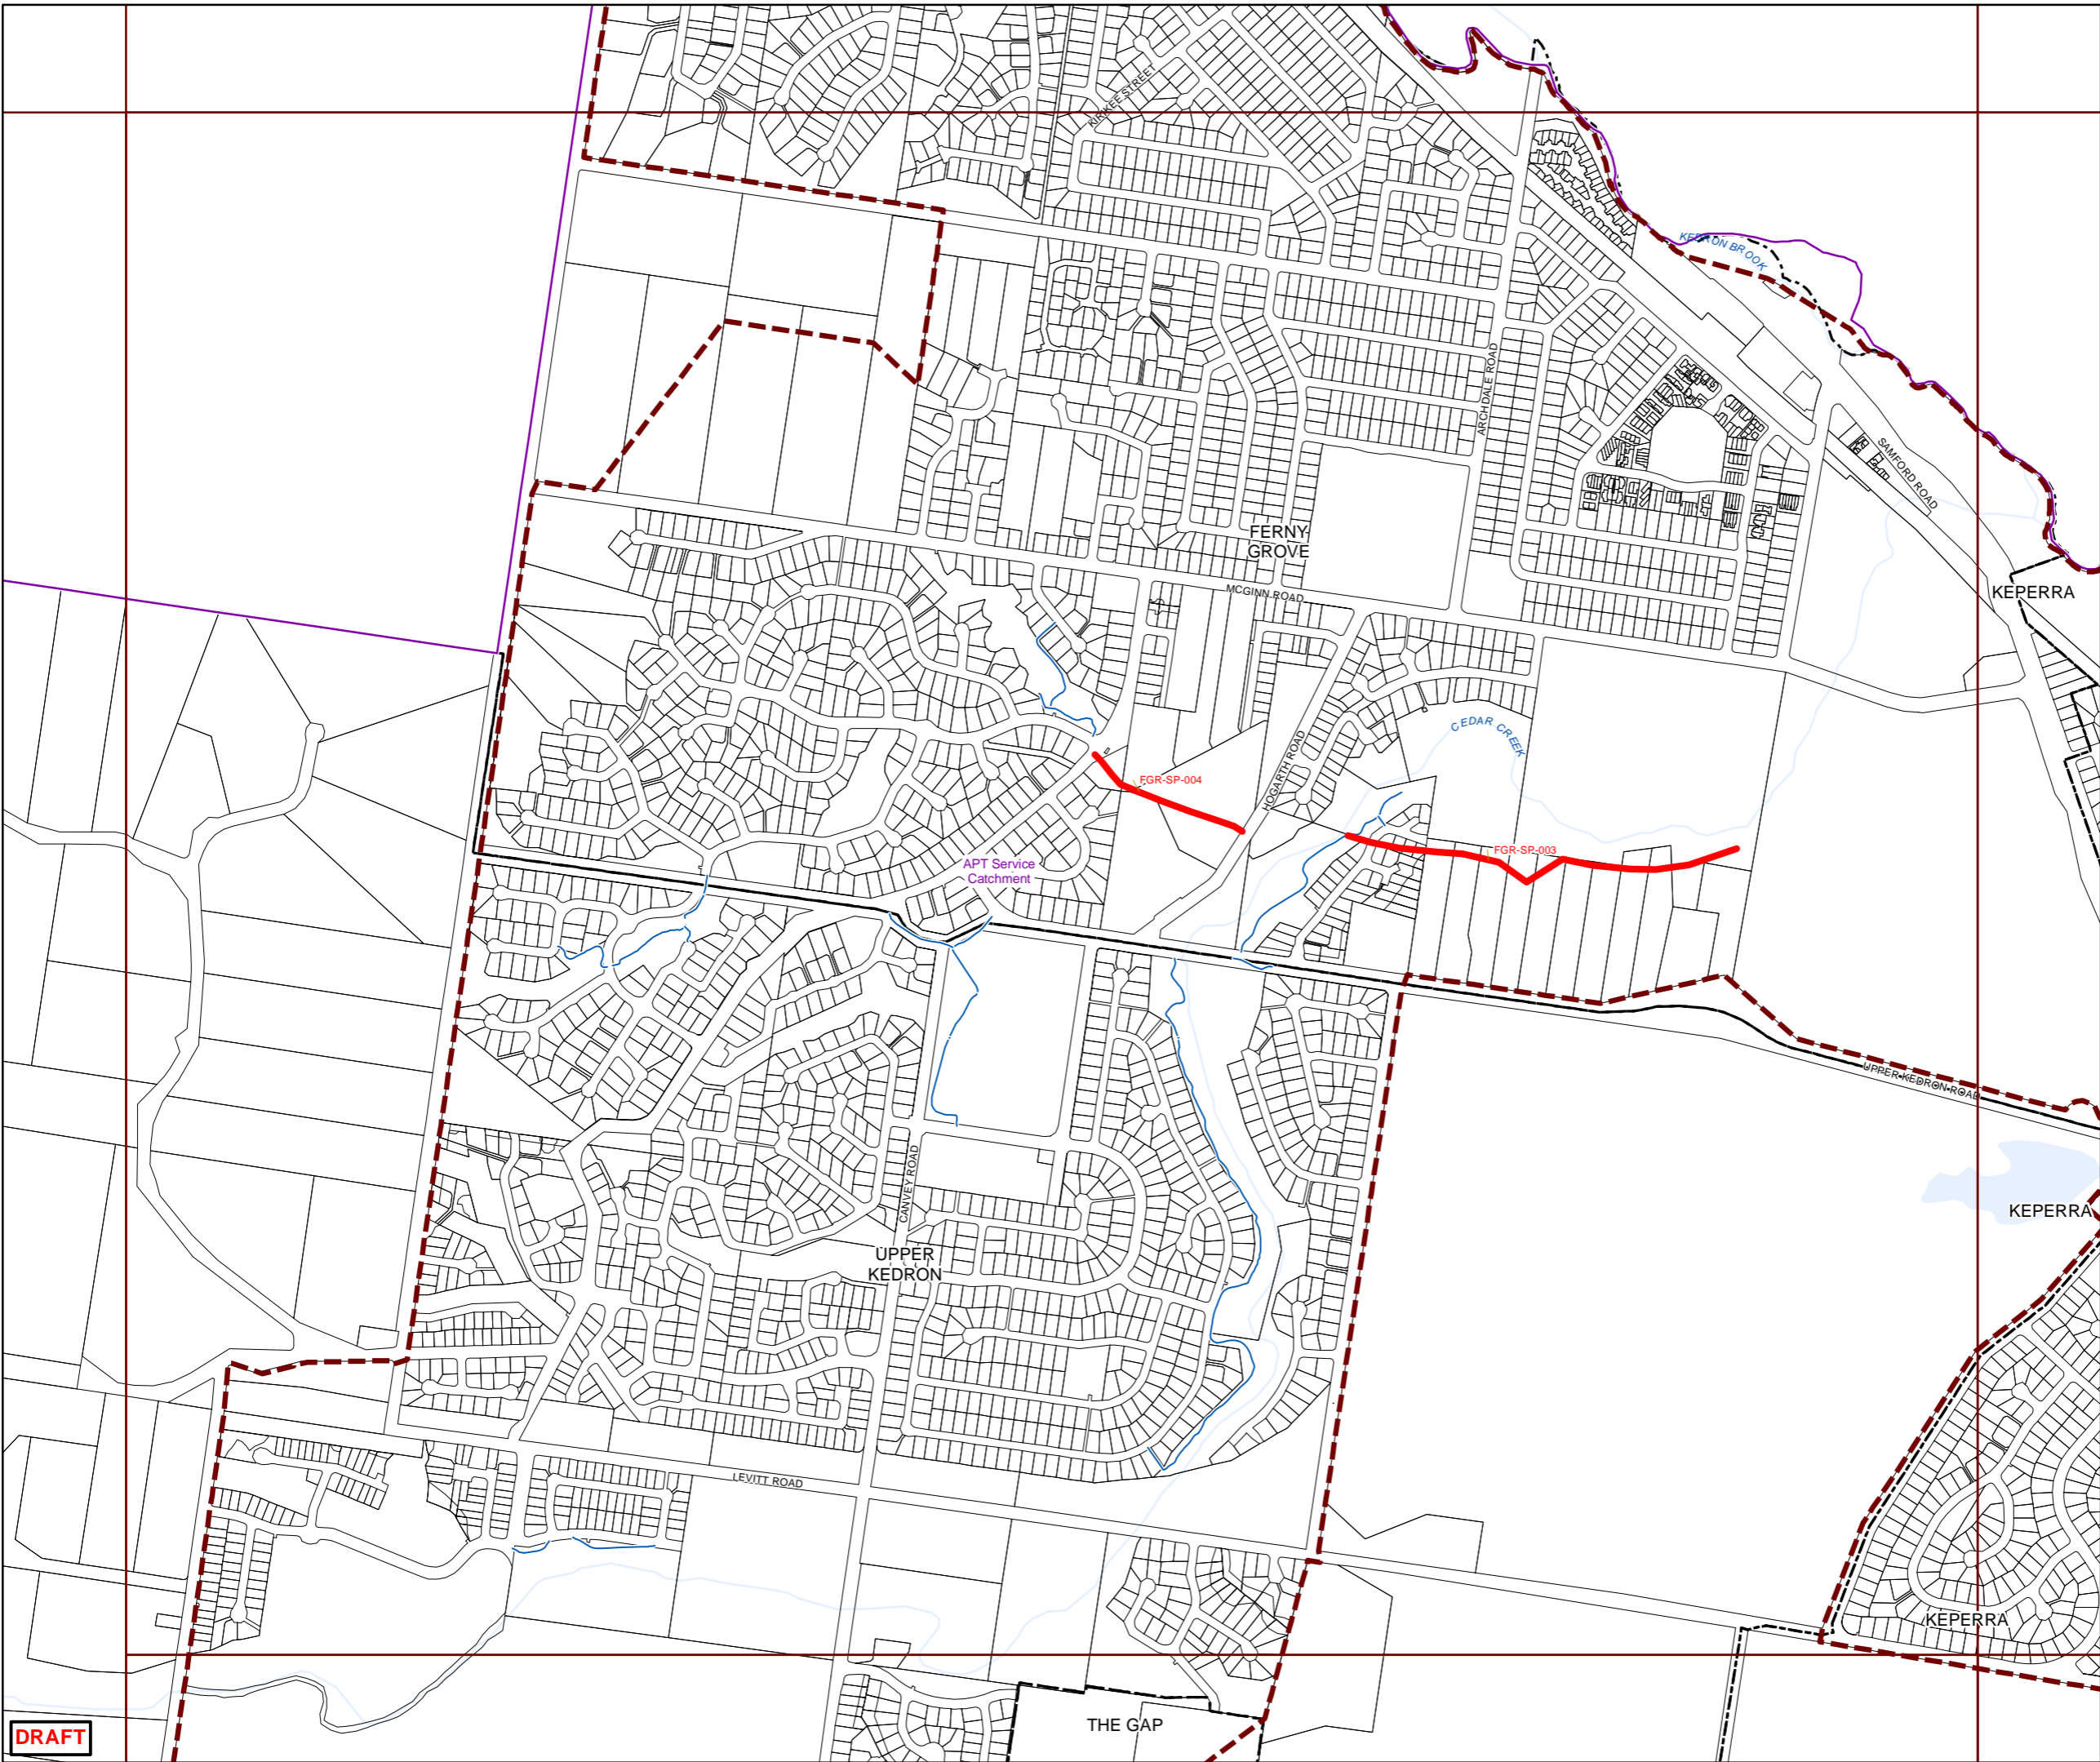 KIRKEE STREET
KEDRON BROOK
ARCHDALE ROAD
SAMFORD ROAD
FERNY
GROVE
MCGINN ROAD
KEPERRA
CEDAR CREEK
HOGARTH ROAD
FGR-SP-004
FGR-SP-003
APT Service
Catchment
UPPER KEDRON ROAD
CANVEY ROAD
KEPERRA
UPPER
KEDRON
LEVITT ROAD
KEPERRA
THE GAP
DRAFT